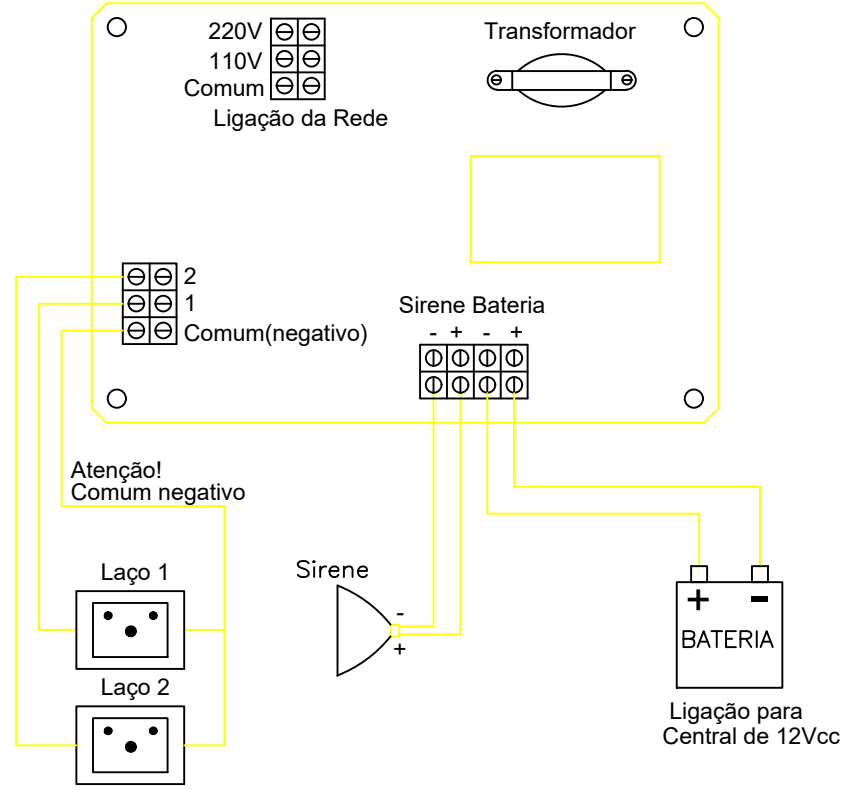 220V
Transformador
110V
Comum
Ligação da Rede
2
1
Comum(negativo)
Sirene Bateria
- + - +
Atenção!
Comum negativo
Laço 1
Laço 2
Sirene
-
+
+ -
BATERIA
Ligação para
Central de 12Vcc